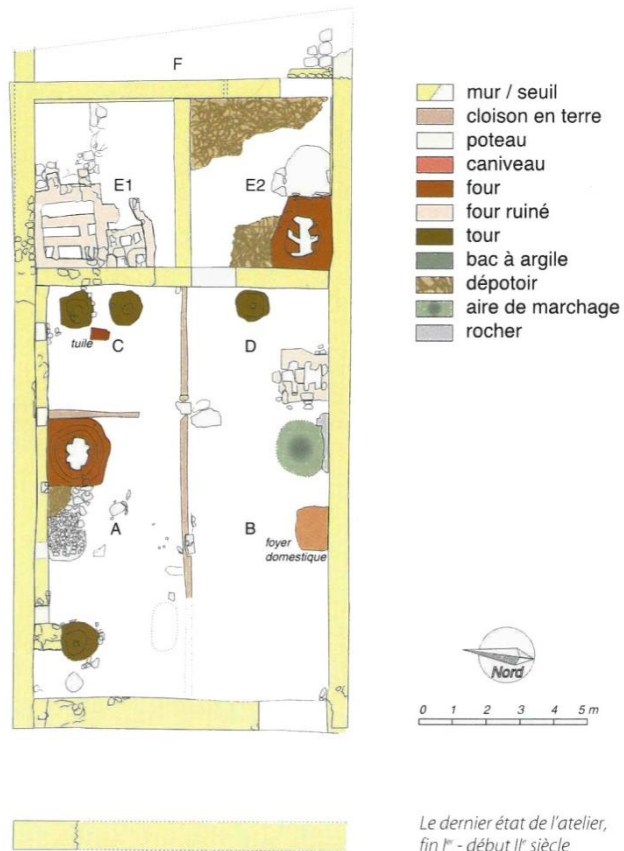 F
E1
E2
tuile
C
D
A
B
foyer
domestique
mur / seuil
cloison en terre
poteau
caniveau
four
four ruiné
tour
bac à argile
dépotoir
aire de marchage
rocher
Nord
0 1 2 3 4 5 m
Le dernier état de l'atelier,
fin Iᵉʳ - début IIᵉ siècle